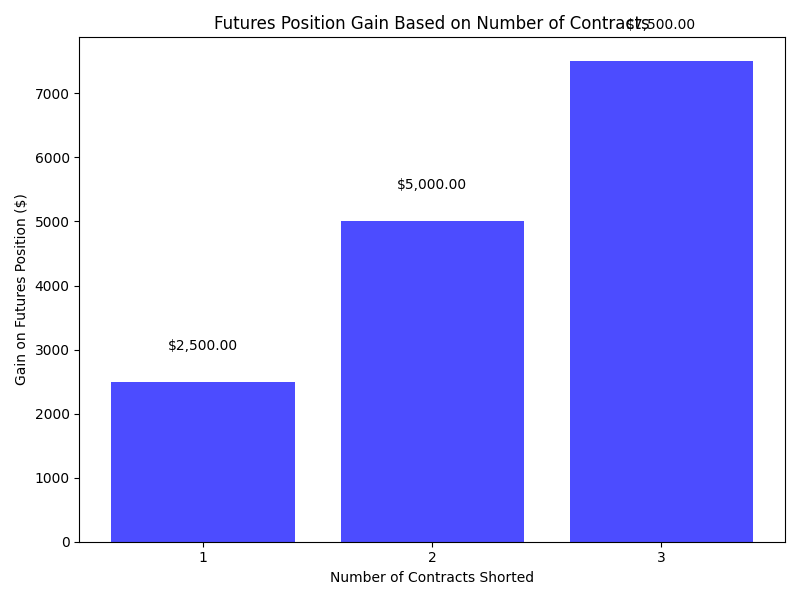 Futures Position Gain Based on Number of Contracts
$7,500.00
7000
6000
$5,000.00
5000
4000
$2,500.00
3000
2000
1000
0
Gain on Futures Position ($)
1 2 3
Number of Contracts Shorted